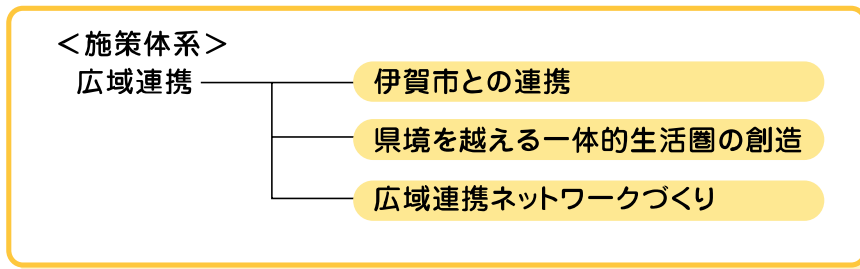 ＜施策体系＞
広域連携
伊賀市との連携
県境を越える一体的生活圏の創造
広域連携ネットワークづくり